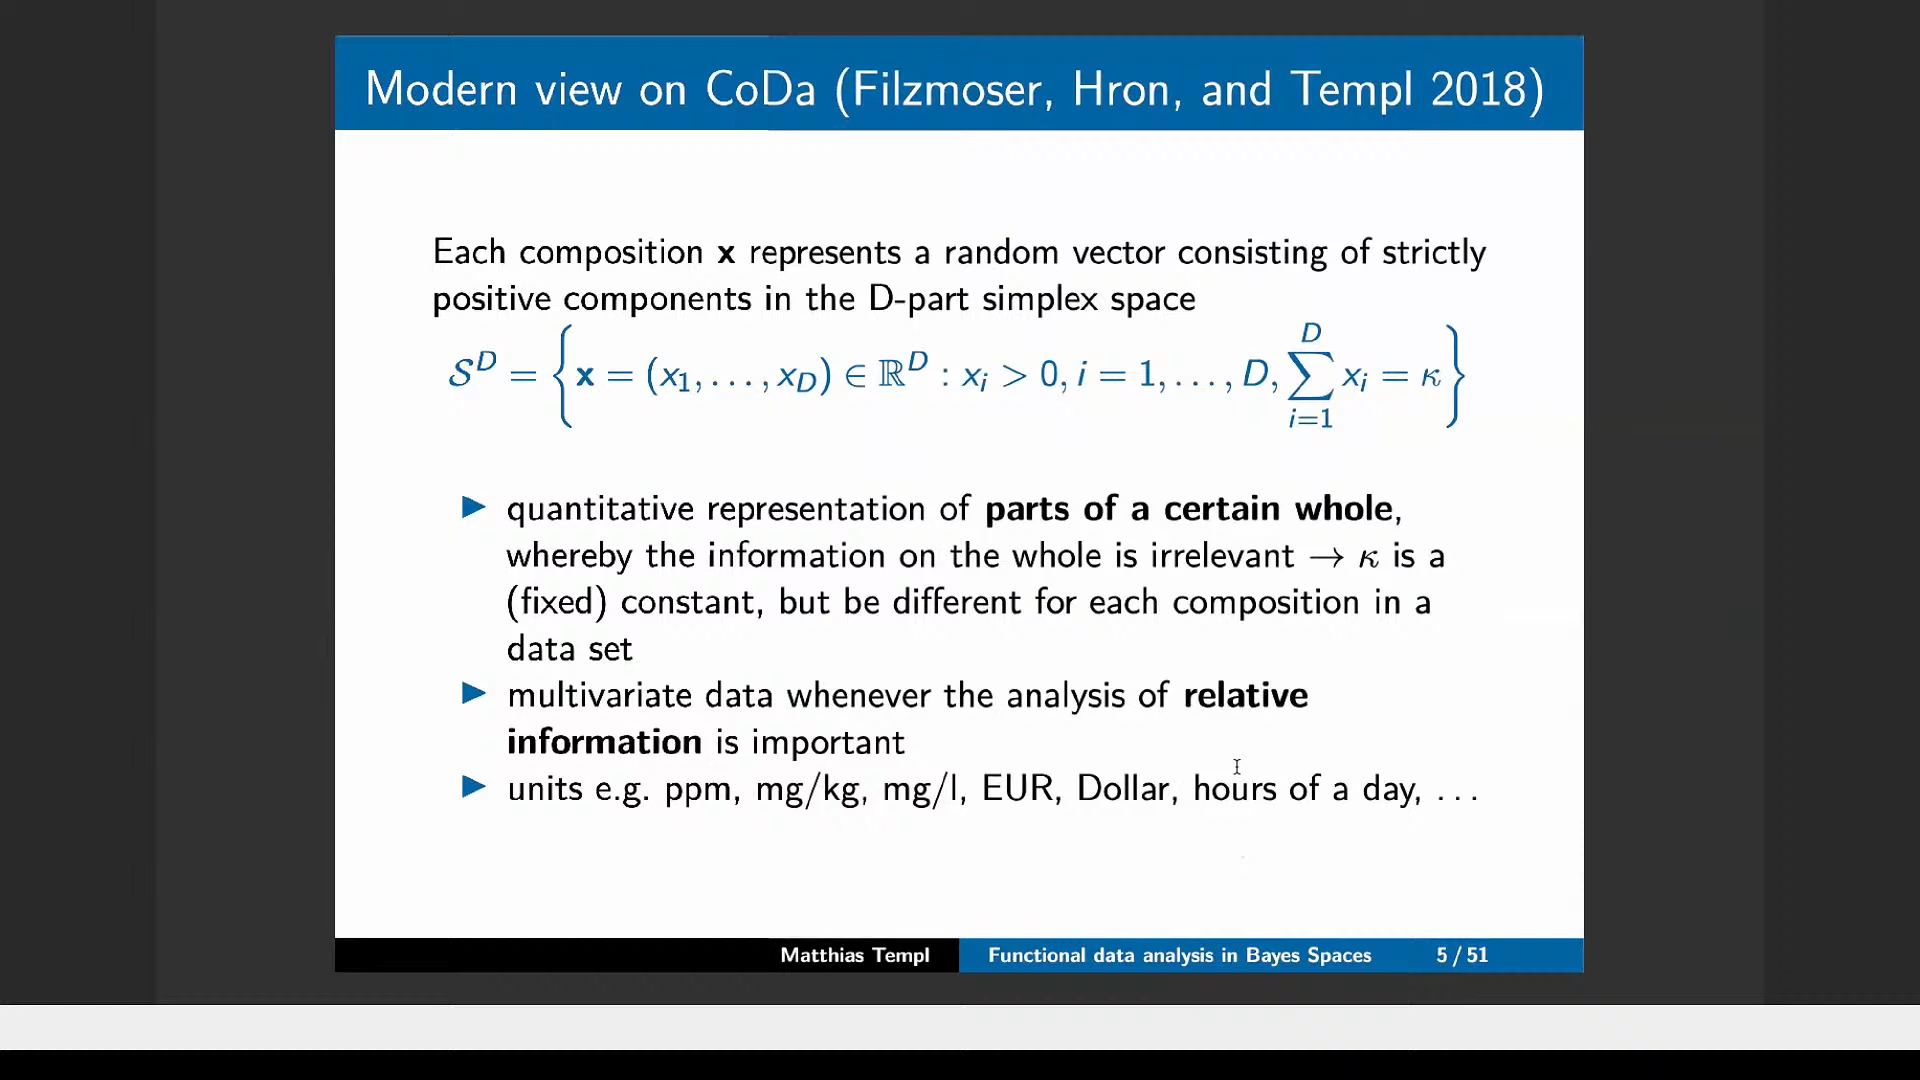 Modern view on CoDa (Filzmoser, Hron, and Templ 2018)
Each composition x represents a random vector consisting of strictly
positive components in the D-part simplex space
𝒮^D = { x = (x_1, . . . , x_D) ∈ ℝ^D : x_i > 0, i = 1, . . . , D, ∑_{i=1}^{D} x_i = κ }
▶ quantitative representation of parts of a certain whole,
whereby the information on the whole is irrelevant → κ is a
(fixed) constant, but be different for each composition in a
data set
▶ multivariate data whenever the analysis of relative
information is important
▶ units e.g. ppm, mg/kg, mg/l, EUR, Dollar, hours of a day, . . .
Matthias Templ Functional data analysis in Bayes Spaces 5 / 51